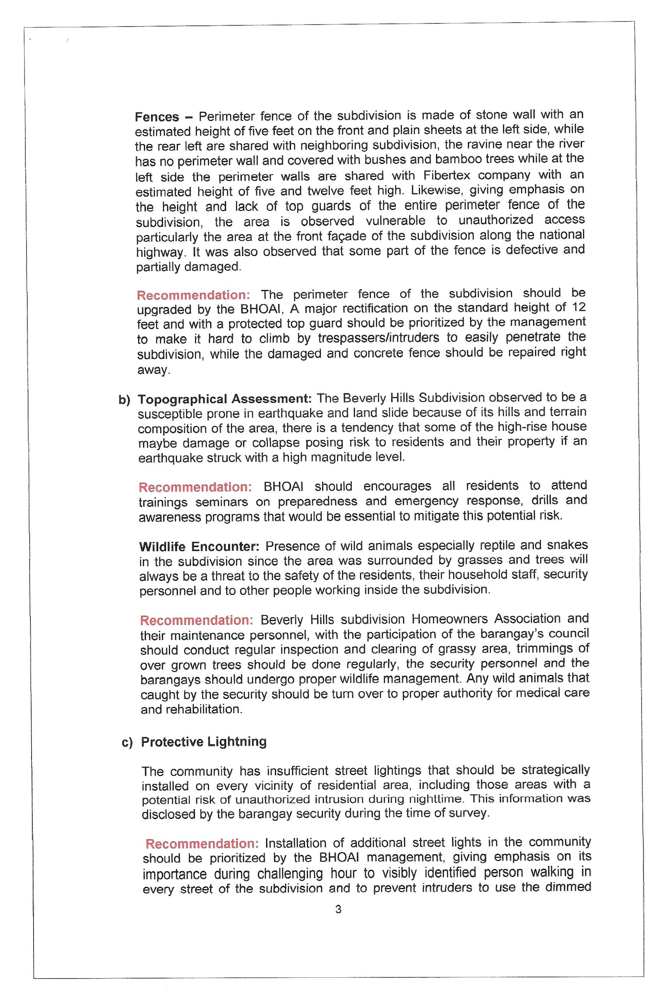 Fences – Perimeter fence of the subdivision is made of stone wall with an
estimated height of five feet on the front and plain sheets at the left side, while
the rear left are shared with neighboring subdivision, the ravine near the river
has no perimeter wall and covered with bushes and bamboo trees while at the
left side the perimeter walls are shared with Fibertex company with an
estimated height of five and twelve feet high. Likewise, giving emphasis on
the height and lack of top guards of the entire perimeter fence of the
subdivision, the area is observed vulnerable to unauthorized access
particularly the area at the front façade of the subdivision along the national
highway. It was also observed that some part of the fence is defective and
partially damaged.
Recommendation: The perimeter fence of the subdivision should be
upgraded by the BHOAI, A major rectification on the standard height of 12
feet and with a protected top guard should be prioritized by the management
to make it hard to climb by trespassers/intruders to easily penetrate the
subdivision, while the damaged and concrete fence should be repaired right
away.
b) Topographical Assessment: The Beverly Hills Subdivision observed to be a
susceptible prone in earthquake and land slide because of its hills and terrain
composition of the area, there is a tendency that some of the high-rise house
maybe damage or collapse posing risk to residents and their property if an
earthquake struck with a high magnitude level.
Recommendation: BHOAI should encourages all residents to attend
trainings seminars on preparedness and emergency response, drills and
awareness programs that would be essential to mitigate this potential risk.
Wildlife Encounter: Presence of wild animals especially reptile and snakes
in the subdivision since the area was surrounded by grasses and trees will
always be a threat to the safety of the residents, their household staff, security
personnel and to other people working inside the subdivision.
Recommendation: Beverly Hills subdivision Homeowners Association and
their maintenance personnel, with the participation of the barangay's council
should conduct regular inspection and clearing of grassy area, trimmings of
over grown trees should be done regularly, the security personnel and the
barangays should undergo proper wildlife management. Any wild animals that
caught by the security should be turn over to proper authority for medical care
and rehabilitation.
c) Protective Lightning
The community has insufficient street lightings that should be strategically
installed on every vicinity of residential area, including those areas with a
potential risk of unauthorized intrusion during nighttime. This information was
disclosed by the barangay security during the time of survey.
Recommendation: Installation of additional street lights in the community
should be prioritized by the BHOAI management, giving emphasis on its
importance during challenging hour to visibly identified person walking in
every street of the subdivision and to prevent intruders to use the dimmed
3